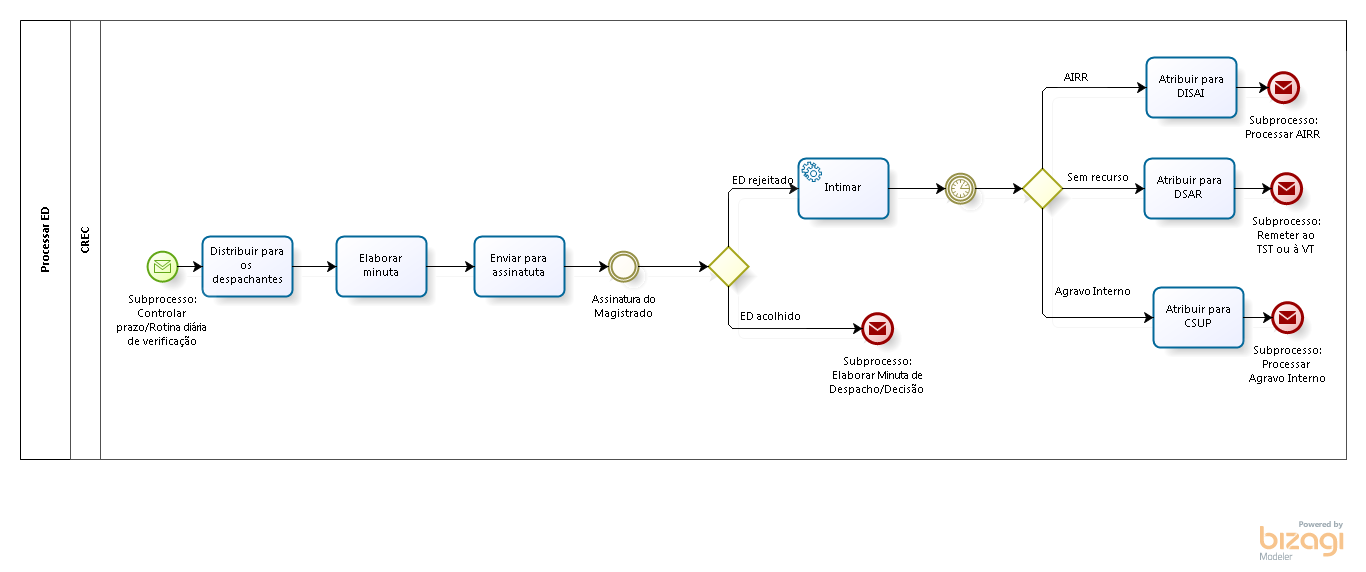 Processar ED
CREC
Subprocesso:
Controlar
prazo/Rotina diária
de verificação
Distribuir para
os
despachantes
Elaborar
minuta
Enviar para
assinatuta
Assinatura do
Magistrado
ED rejeitado
ED acolhido
Intimar
Subprocesso:
Elaborar Minuta de
Despacho/Decisão
AIRR
Atribuir para
DISAI
Subprocesso:
Processar AIRR
Sem recurso
Atribuir para
DSAR
Subprocesso:
Remeter ao
TST ou à VT
Agravo Interno
Atribuir para
CSUP
Subprocesso:
Processar
Agravo Interno
Powered by
bizagi
Modeler